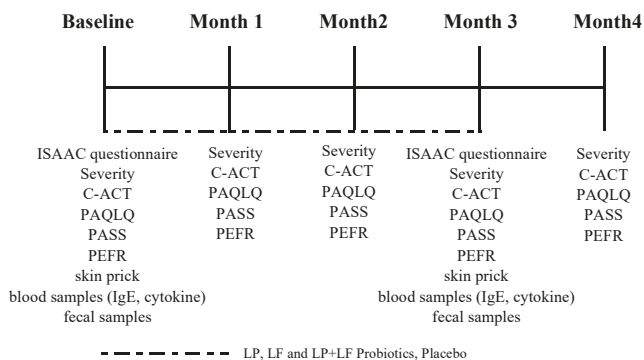 Baseline
Month 1
Month2
Month 3
Month4
ISAAC questionnaire
Severity
C-ACT
PAQLQ
PASS
PEFR
skin prick
blood samples (IgE, cytokine)
fecal samples
Severity
C-ACT
PAQLQ
PASS
PEFR
Severity
C-ACT
PAQLQ
PASS
PEFR
ISAAC questionnaire
Severity
C-ACT
PAQLQ
PASS
PEFR
skin prick
blood samples (IgE, cytokine)
fecal samples
Severity
C-ACT
PAQLQ
PASS
PEFR
LP, LF and LP+LF Probiotics, Placebo